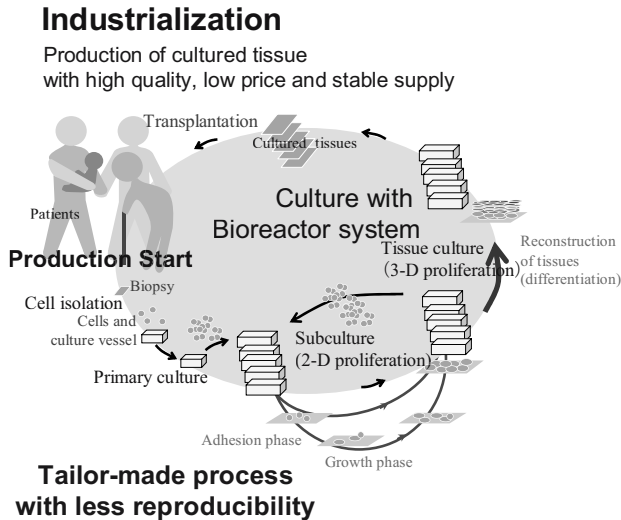 Industrialization
Production of cultured tissue
with high quality, low price and stable supply
Transplantation
Cultured tissues
Patients
Culture with
Bioreactor system
Production Start
Tissue culture
(3-D proliferation)
Reconstruction
of tissues
(differentiation)
Biopsy
Cell isolation
Cells and
culture vessel
Subculture
(2-D proliferation)
Primary culture
Adhesion phase
Growth phase
Tailor-made process
with less reproducibility